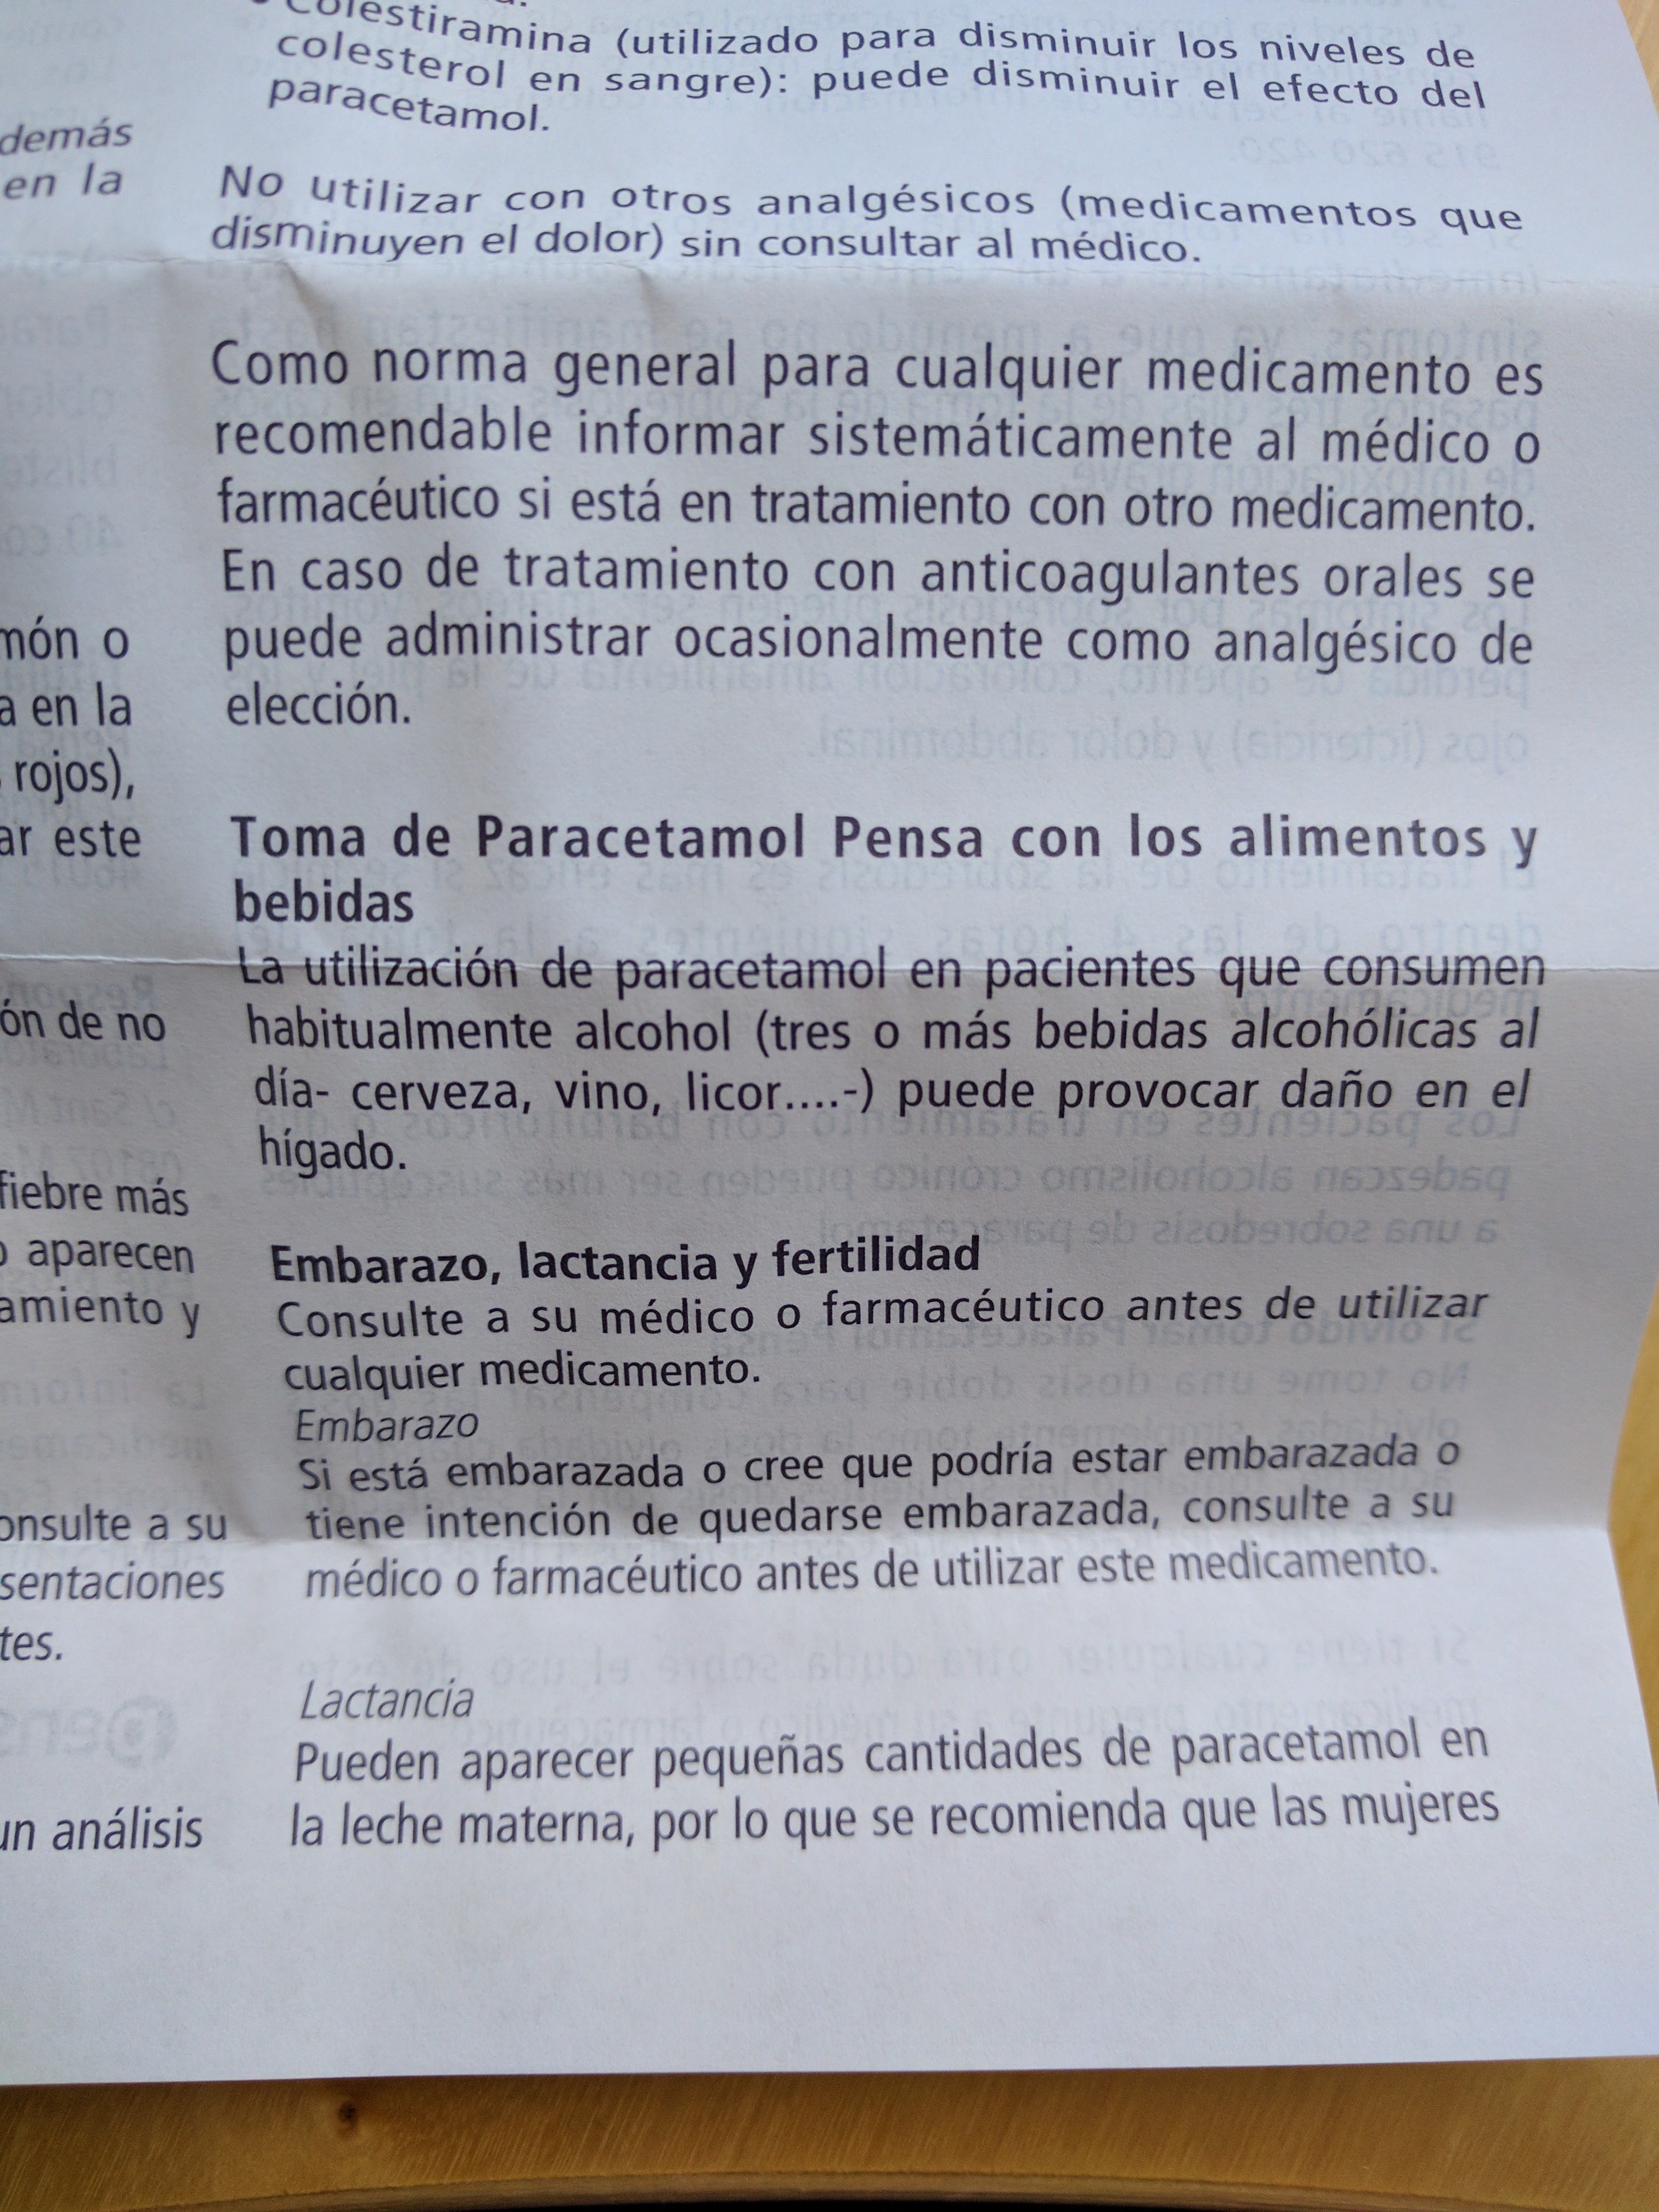 demás
en la
món o
a en la
rojos),
ar este
ón de no
fiebre más
aparecen
amiento y
onsulte a su
sentaciones
tes.
un análisis
Colestiramina (utilizado para disminuir los niveles de
colesterol en sangre): puede disminuir el efecto del
paracetamol.
No utilizar con otros analgésicos (medicamentos que
disminuyen el dolor) sin consultar al médico.
Como norma general para cualquier medicamento es
recomendable informar sistemáticamente al médico o
farmacéutico si está en tratamiento con otro medicamento.
En caso de tratamiento con anticoagulantes orales se
puede administrar ocasionalmente como analgésico de
elección.
Toma de Paracetamol Pensa con los alimentos y
bebidas
La utilización de paracetamol en pacientes que consumen
habitualmente alcohol (tres o más bebidas alcohólicas al
día- cerveza, vino, licor....-) puede provocar daño en el
hígado.
Embarazo, lactancia y fertilidad
Consulte a su médico o farmacéutico antes de utilizar
cualquier medicamento.
Embarazo
Si está embarazada o cree que podría estar embarazada o
tiene intención de quedarse embarazada, consulte a su
médico o farmacéutico antes de utilizar este medicamento.
Lactancia
Pueden aparecer pequeñas cantidades de paracetamol en
la leche materna, por lo que se recomienda que las mujeres